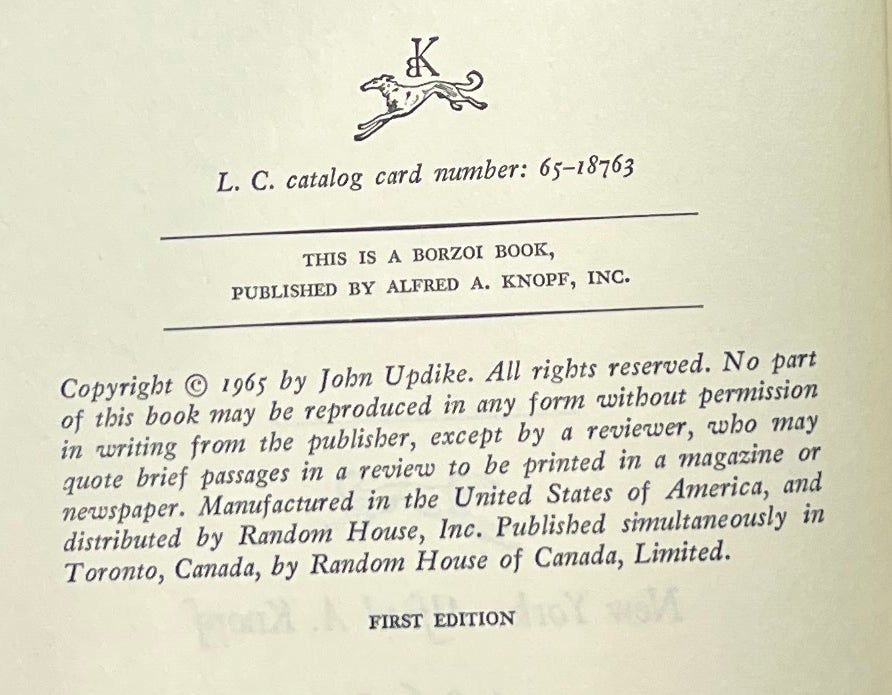 BK
L. C. catalog card number: 65–18763
THIS IS A BORZOI BOOK,
PUBLISHED BY ALFRED A. KNOPF, INC.
Copyright © 1965 by John Updike. All rights reserved. No part
of this book may be reproduced in any form without permission
in writing from the publisher, except by a reviewer, who may
quote brief passages in a review to be printed in a magazine or
newspaper. Manufactured in the United States of America, and
distributed by Random House, Inc. Published simultaneously in
Toronto, Canada, by Random House of Canada, Limited.
FIRST EDITION